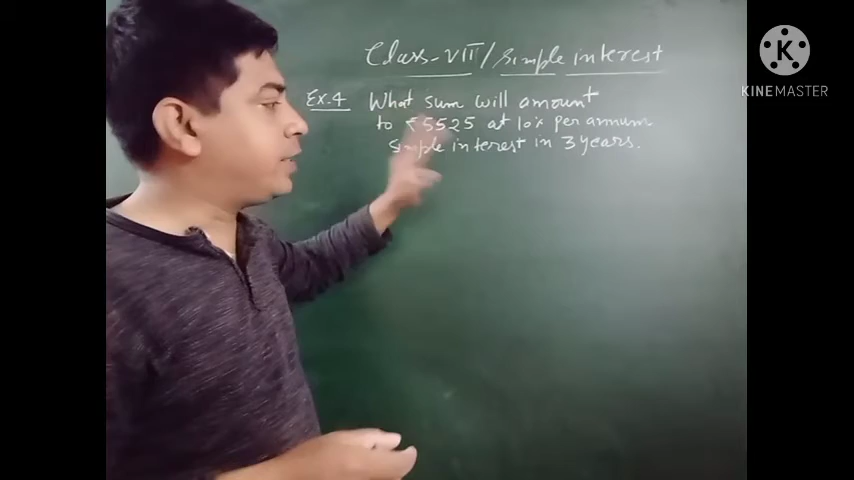 Class-VII/Simple interest
Ex.4 What sum will amount
to ₹5525 at 10% per annum
simple interest in 3 years.
KINEMASTER